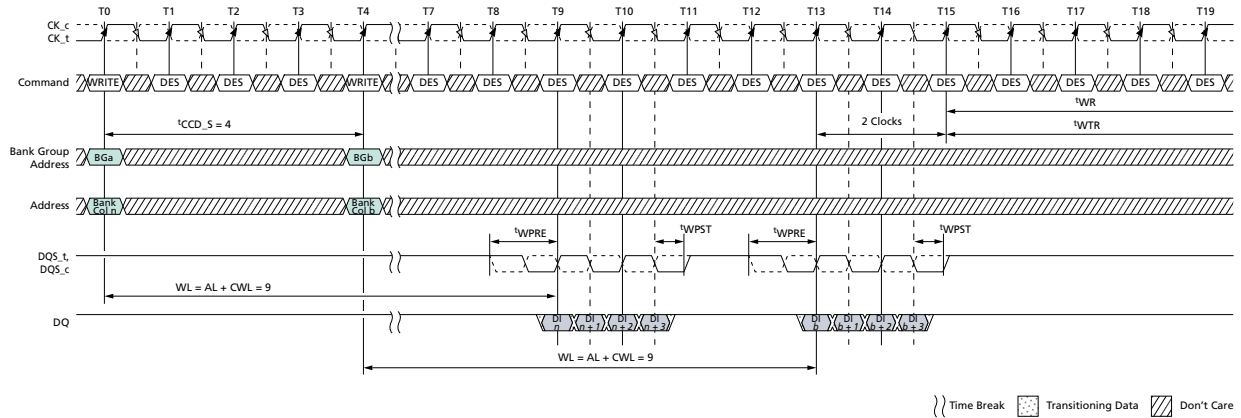 T0 T1 T2 T3 T4 T7 T8 T9 T10 T11 T12 T13 T14 T15 T16 T17 T18 T19
CK_c
CK_t
Command WRITE DES DES DES WRITE DES DES DES DES DES DES DES DES DES DES DES DES DES
tWR
tCCD_S = 4 2 Clocks tWTR
Bank Group
Address BGa BGb
Address Bank Bank
Col n Col b
tWPRE tWPST tWPRE tWPST
DQS_t,
DQS_c
WL = AL + CWL = 9
DQ DI DI DI DI DI DI DI DI
n n + 1 n + 2 n + 3 b b + 1 b + 2 b + 3
WL = AL + CWL = 9
Time Break Transitioning Data Don't Care